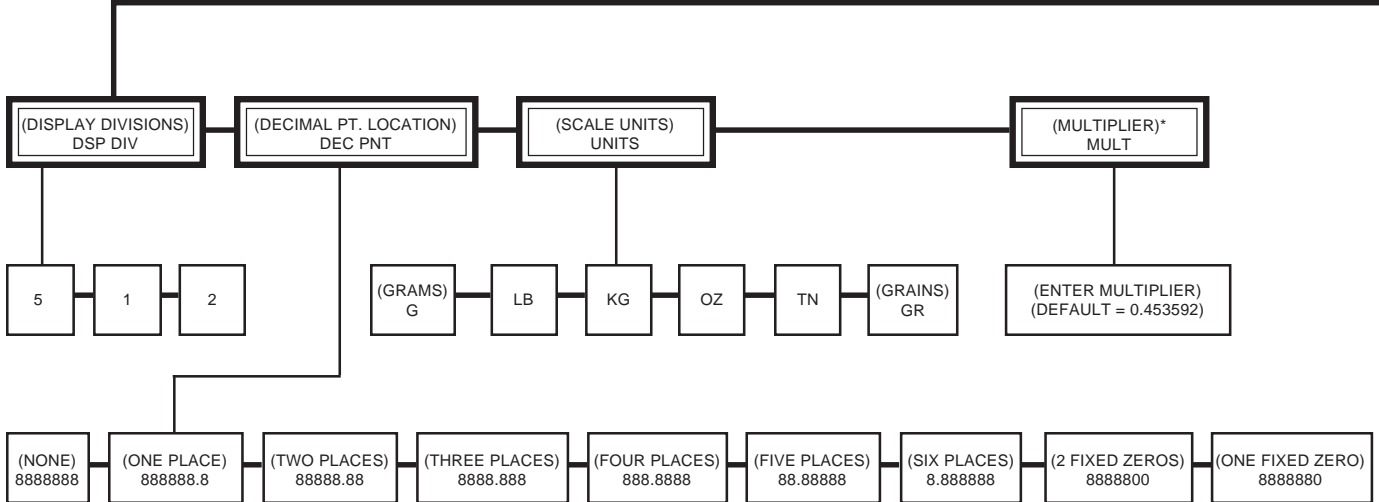 (DISPLAY DIVISIONS)
DSP DIV
(DECIMAL PT. LOCATION)
DEC PNT
(SCALE UNITS)
UNITS
(MULTIPLIER)*
MULT
5
1
2
(GRAMS)
G
LB
KG
OZ
TN
(GRAINS)
GR
(ENTER MULTIPLIER)
(DEFAULT = 0.453592)
(NONE)
8888888
(ONE PLACE)
888888.8
(TWO PLACES)
88888.88
(THREE PLACES)
8888.888
(FOUR PLACES)
888.8888
(FIVE PLACES)
88.88888
(SIX PLACES)
8.888888
(2 FIXED ZEROS)
8888800
(ONE FIXED ZERO)
8888880